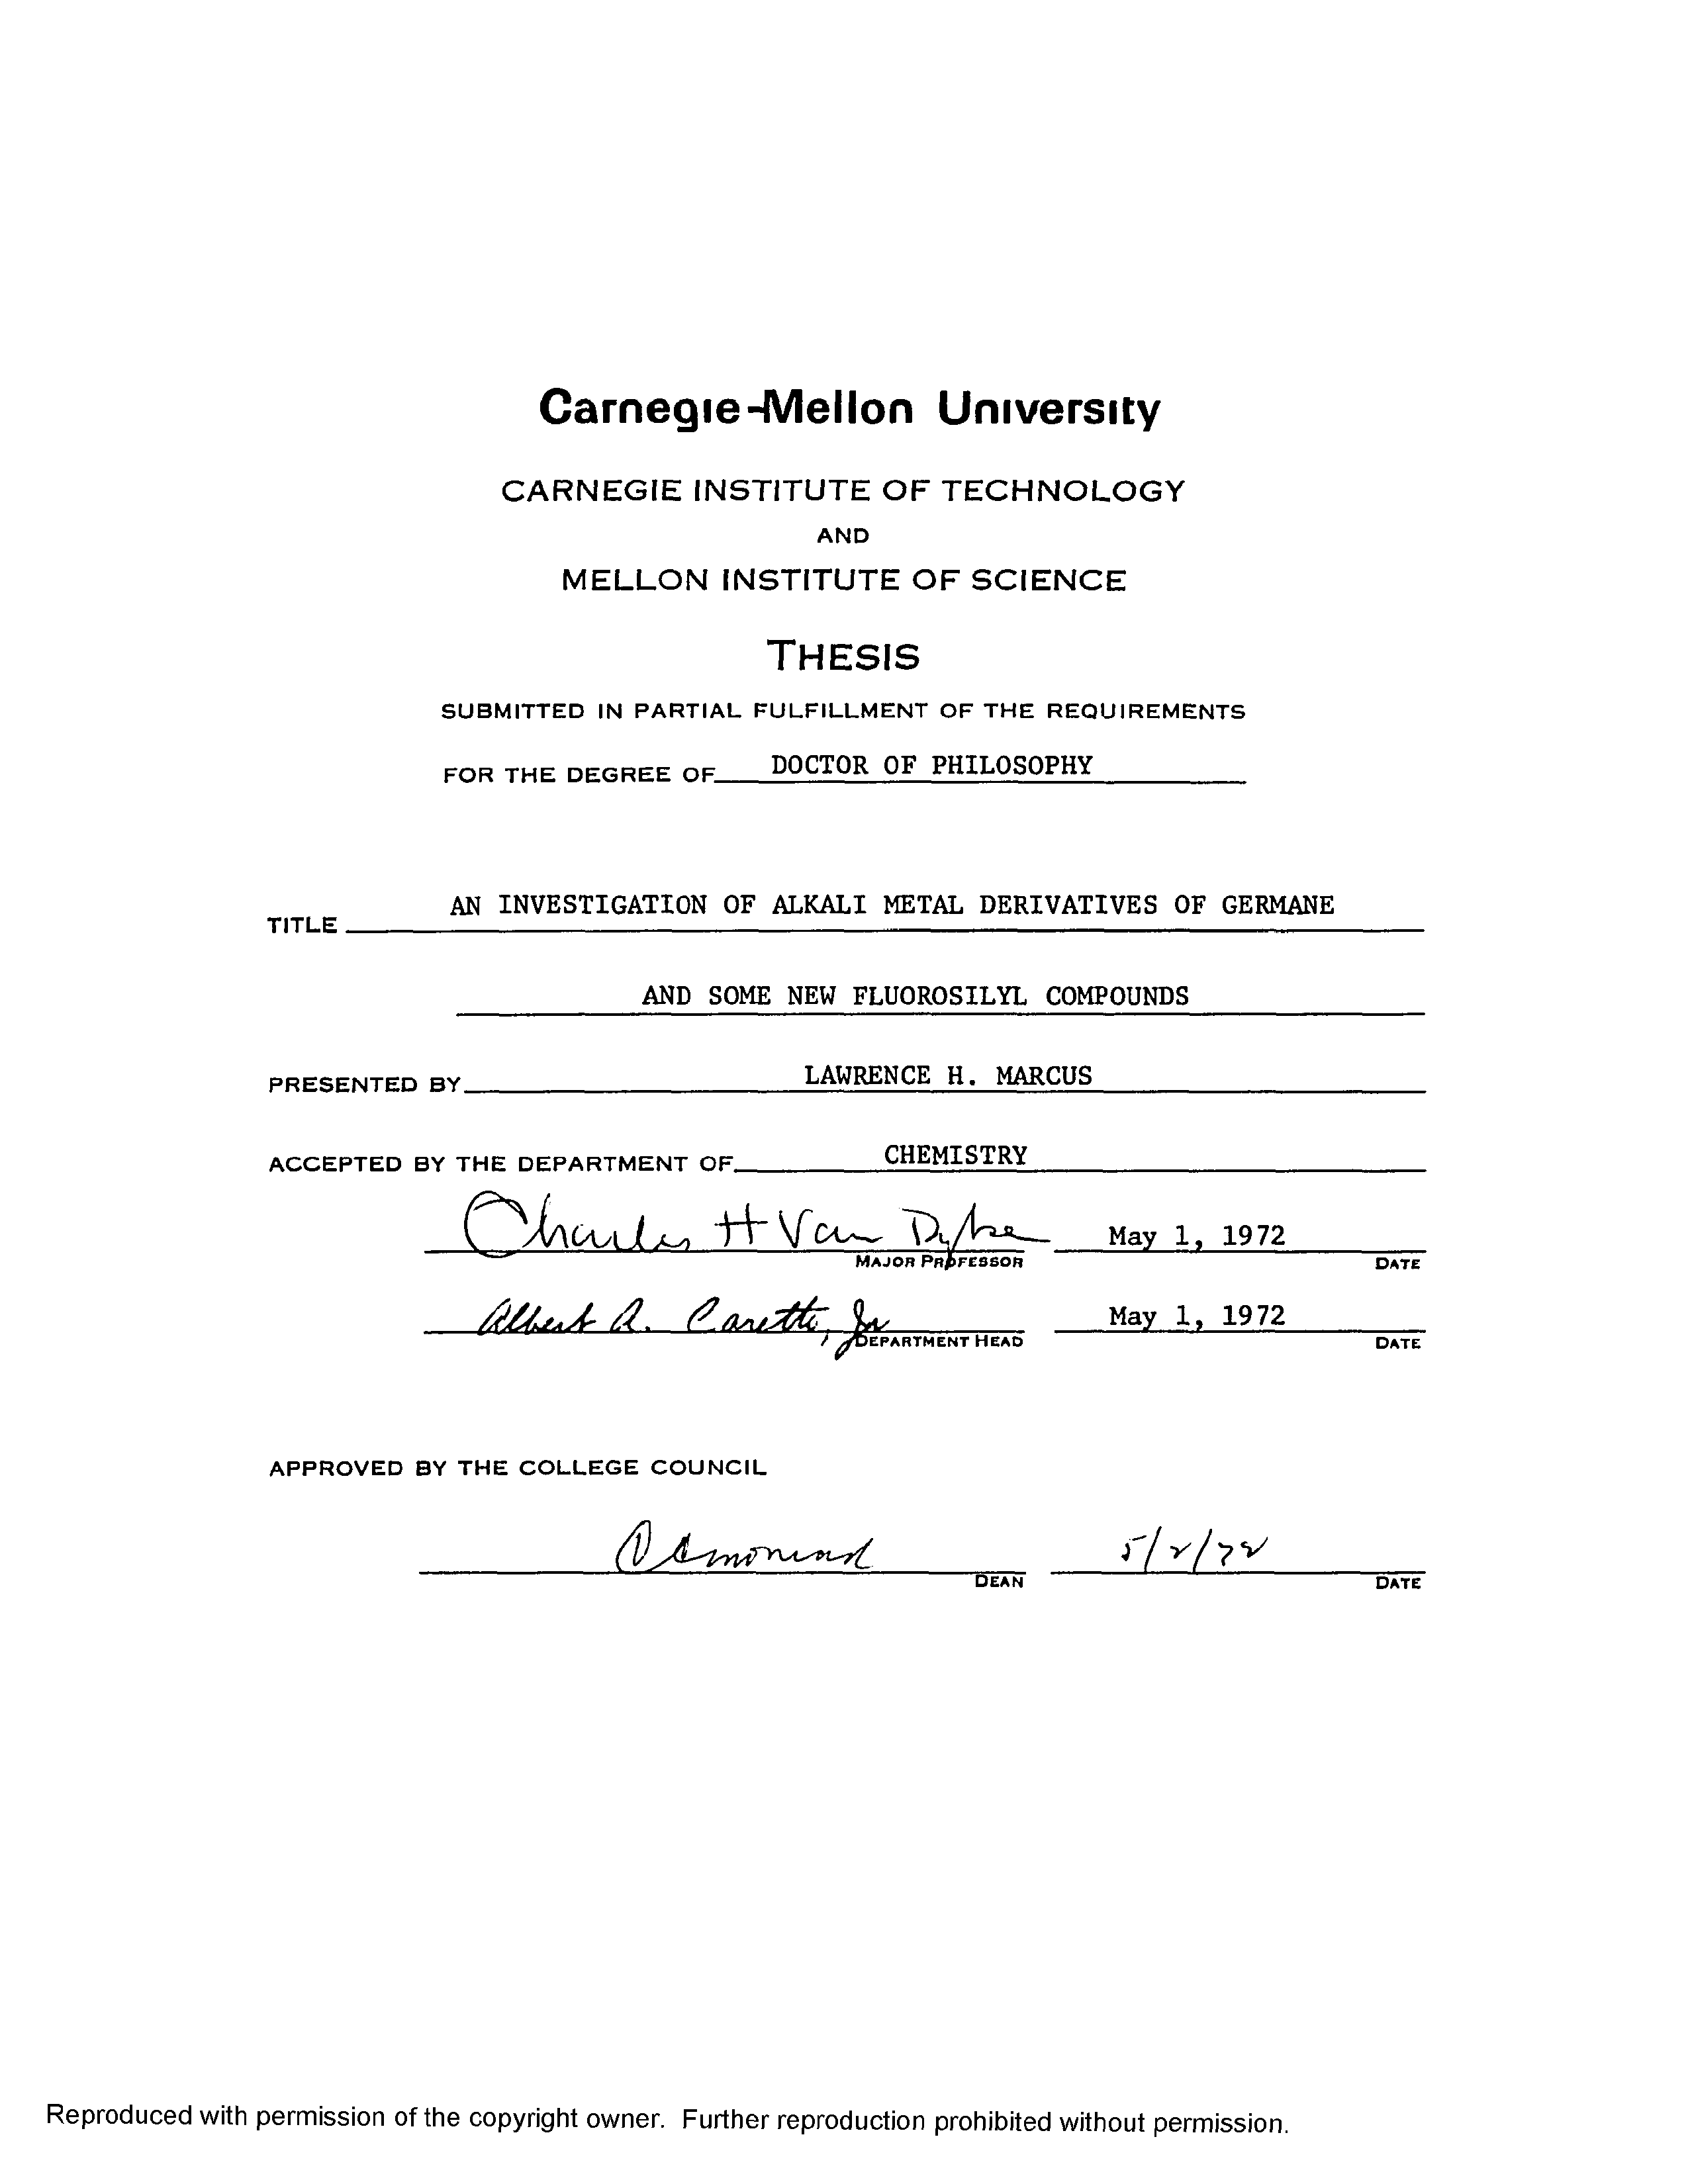 Carnegie-Mellon University
CARNEGIE INSTITUTE OF TECHNOLOGY
AND
MELLON INSTITUTE OF SCIENCE
THESIS
SUBMITTED IN PARTIAL FULFILLMENT OF THE REQUIREMENTS
FOR THE DEGREE OF DOCTOR OF PHILOSOPHY
TITLE AN INVESTIGATION OF ALKALI METAL DERIVATIVES OF GERMANE
AND SOME NEW FLUOROSILYL COMPOUNDS
PRESENTED BY LAWRENCE H. MARCUS
ACCEPTED BY THE DEPARTMENT OF CHEMISTRY
Charles H Van Dyke May 1, 1972
MAJOR PROFESSOR DATE
Albert A. Caretto, Jr May 1, 1972
DEPARTMENT HEAD DATE
APPROVED BY THE COLLEGE COUNCIL
5/2/72
DEAN DATE
Reproduced with permission of the copyright owner. Further reproduction prohibited without permission.